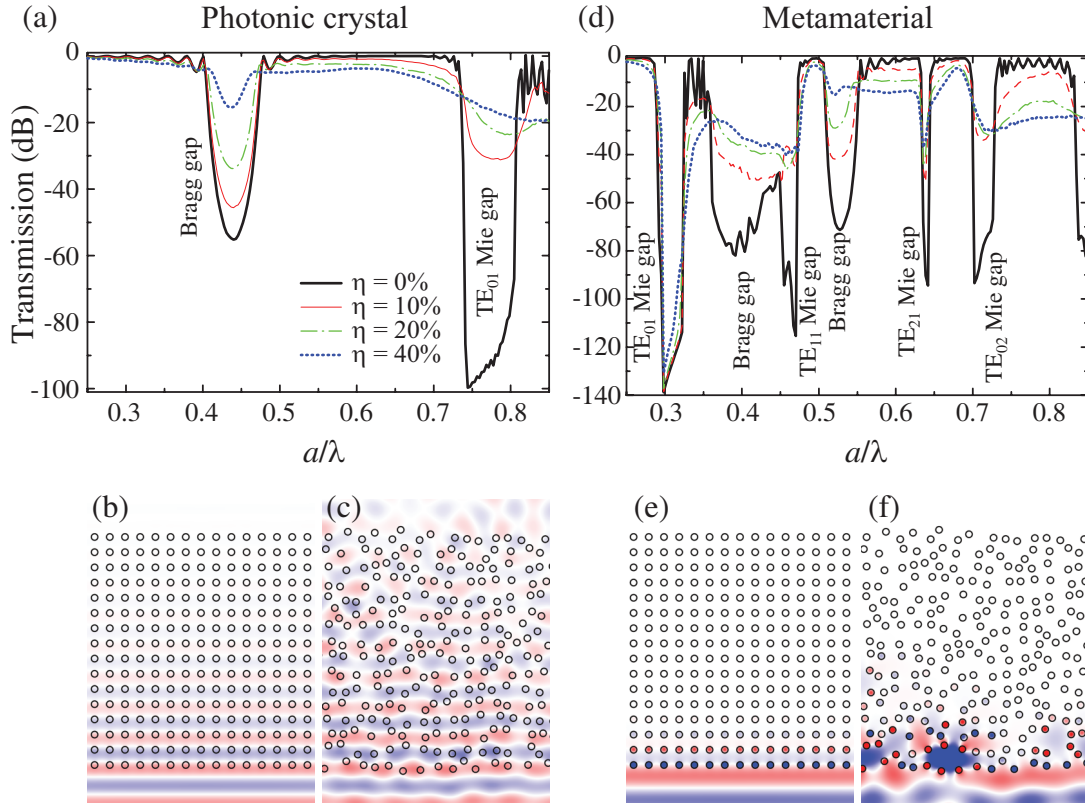 (a) Photonic crystal
Transmission (dB)
0
-20
-40
-60
-80
-100
0.3 0.4 0.5 0.6 0.7 0.8
a/λ
Bragg gap
TE01 Mie gap
η = 0%
η = 10%
η = 20%
η = 40%
(d) Metamaterial
0
-20
-40
-60
-80
-100
-120
-140
0.3 0.4 0.5 0.6 0.7 0.8
a/λ
TE01 Mie gap
Bragg gap
TE11 Mie gap
Bragg gap
TE21 Mie gap
TE02 Mie gap
(b) (c) (e) (f)